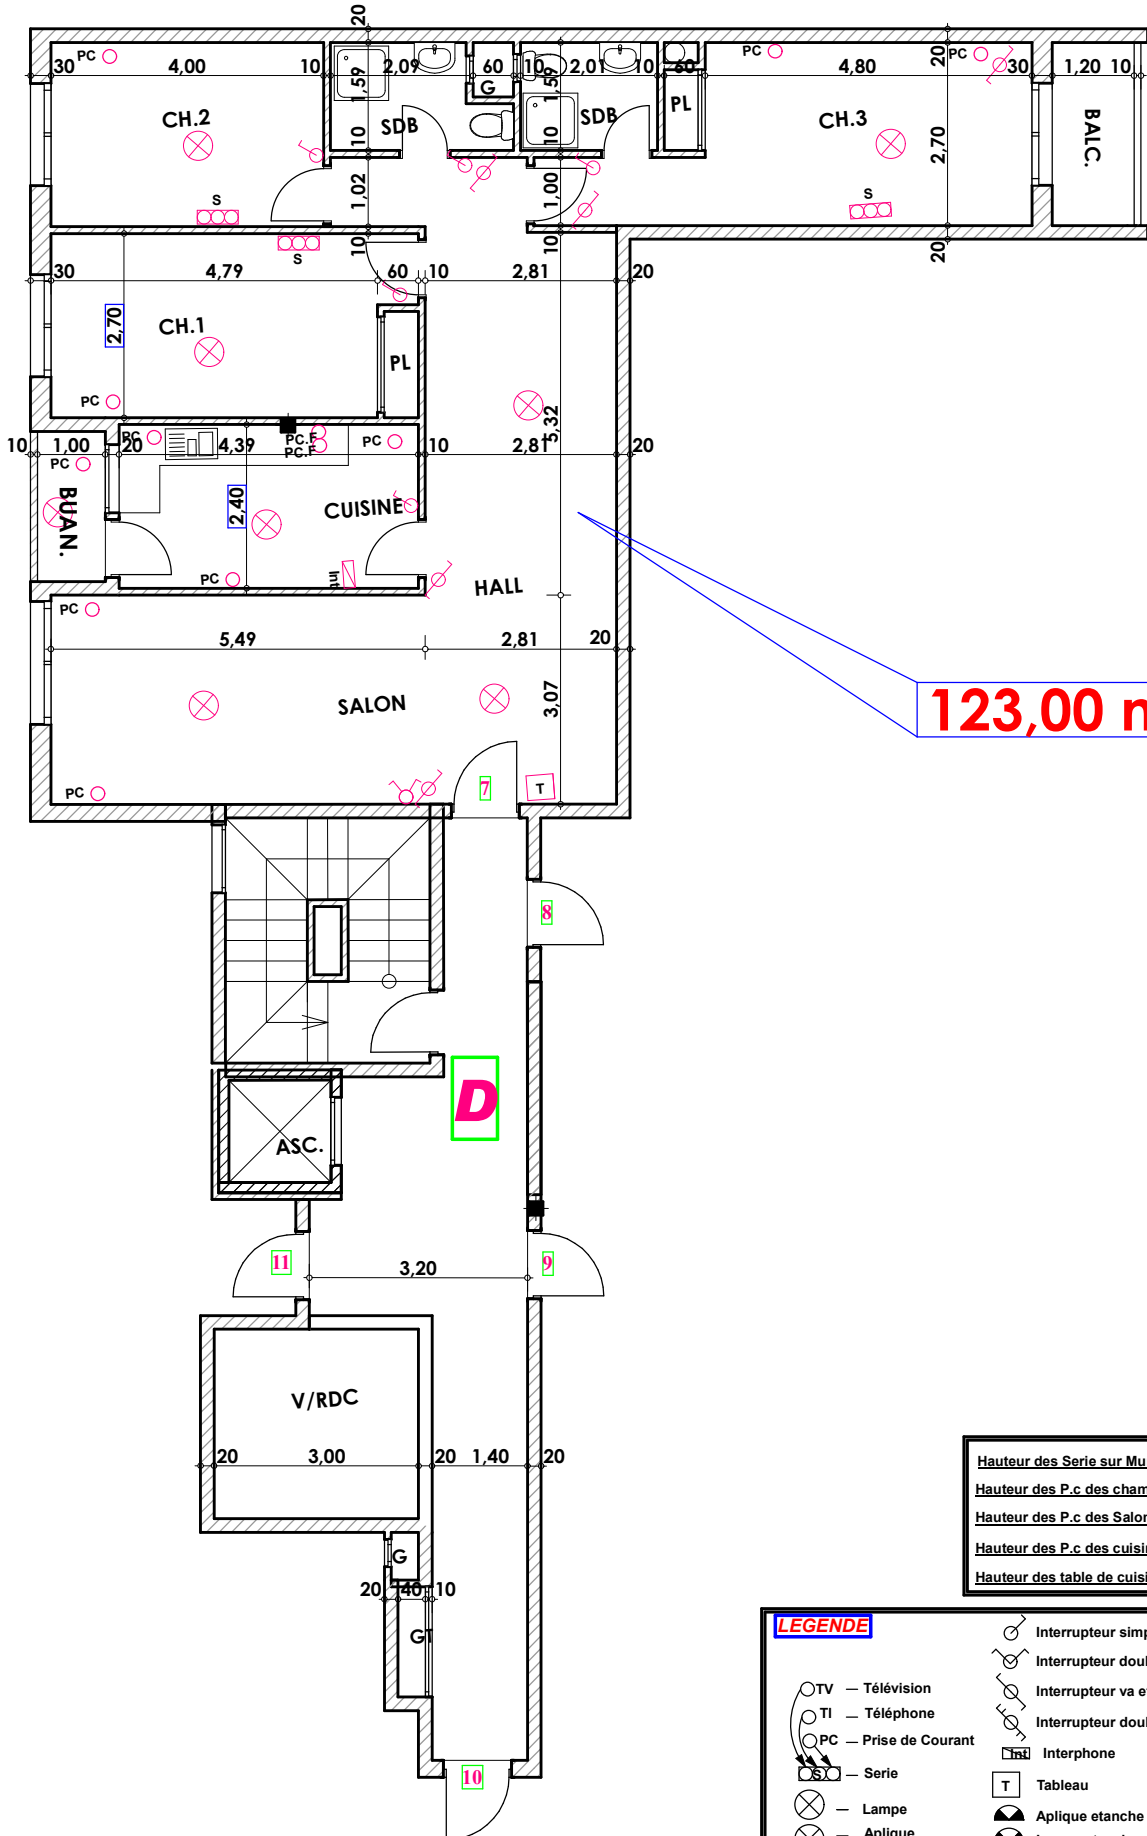 20
PC
30
4,00
10
2,09
60
10
2,01
10
60
PC
PC
20
4,80
30
1,20
10
1,59
1,59
G
PL
CH.2
SDB
SDB
CH.3
BALC.
10
10
2,70
S
1,02
1,00
S
10
10
20
S
30
4,79
60
10
2,81
20
2,70
CH.1
PL
PC
5,32
PC
PC.F
PC.F
PC
10
1,00
20
4,39
10
2,81
20
PC
BUAN.
2,40
CUISINE
PC
Int
HALL
PC
5,49
2,81
20
SALON
3,07
123,00
PC
7
T
8
D
ASC.
11
9
3,20
V/RDC
20
3,00
20
1,40
20
G
20
40
10
GT
10
Hauteur des Serie sur Mu
Hauteur des P.c des cham
Hauteur des P.c des Salon
Hauteur des P.c des cuisin
Hauteur des table de cuisi
LEGENDE
Interrupteur simp
Interrupteur doul
TV — Télévision
Interrupteur va e
TI — Téléphone
Interrupteur doul
PC — Prise de Courant
Int Interphone
S — Serie
T Tableau
— Lampe
Aplique etanche
Aplique